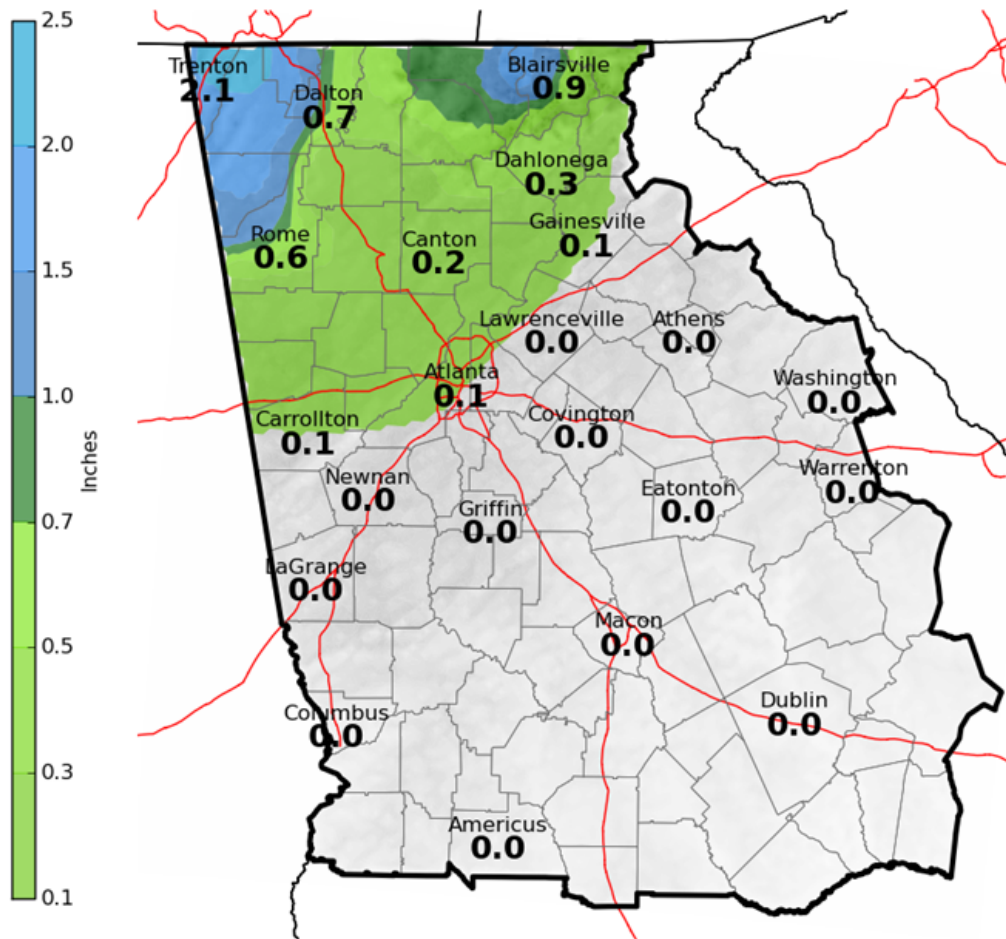 2.5
2.0
1.5
1.0
0.7
0.5
0.3
0.1
Inches
Trenton
2.1
Dalton
0.7
Blairsville
0.9
Dahlonega
0.3
Gainesville
0.1
Rome
0.6
Canton
0.2
Lawrenceville
0.0
Athens
0.0
Atlanta
0.1
Washington
0.0
Carrollton
0.1
Covington
0.0
Newnan
0.0
Griffin
0.0
Eatonton
0.0
Warrenton
0.0
LaGrange
0.0
Macon
0.0
Columbus
0.0
Dublin
0.0
Americus
0.0